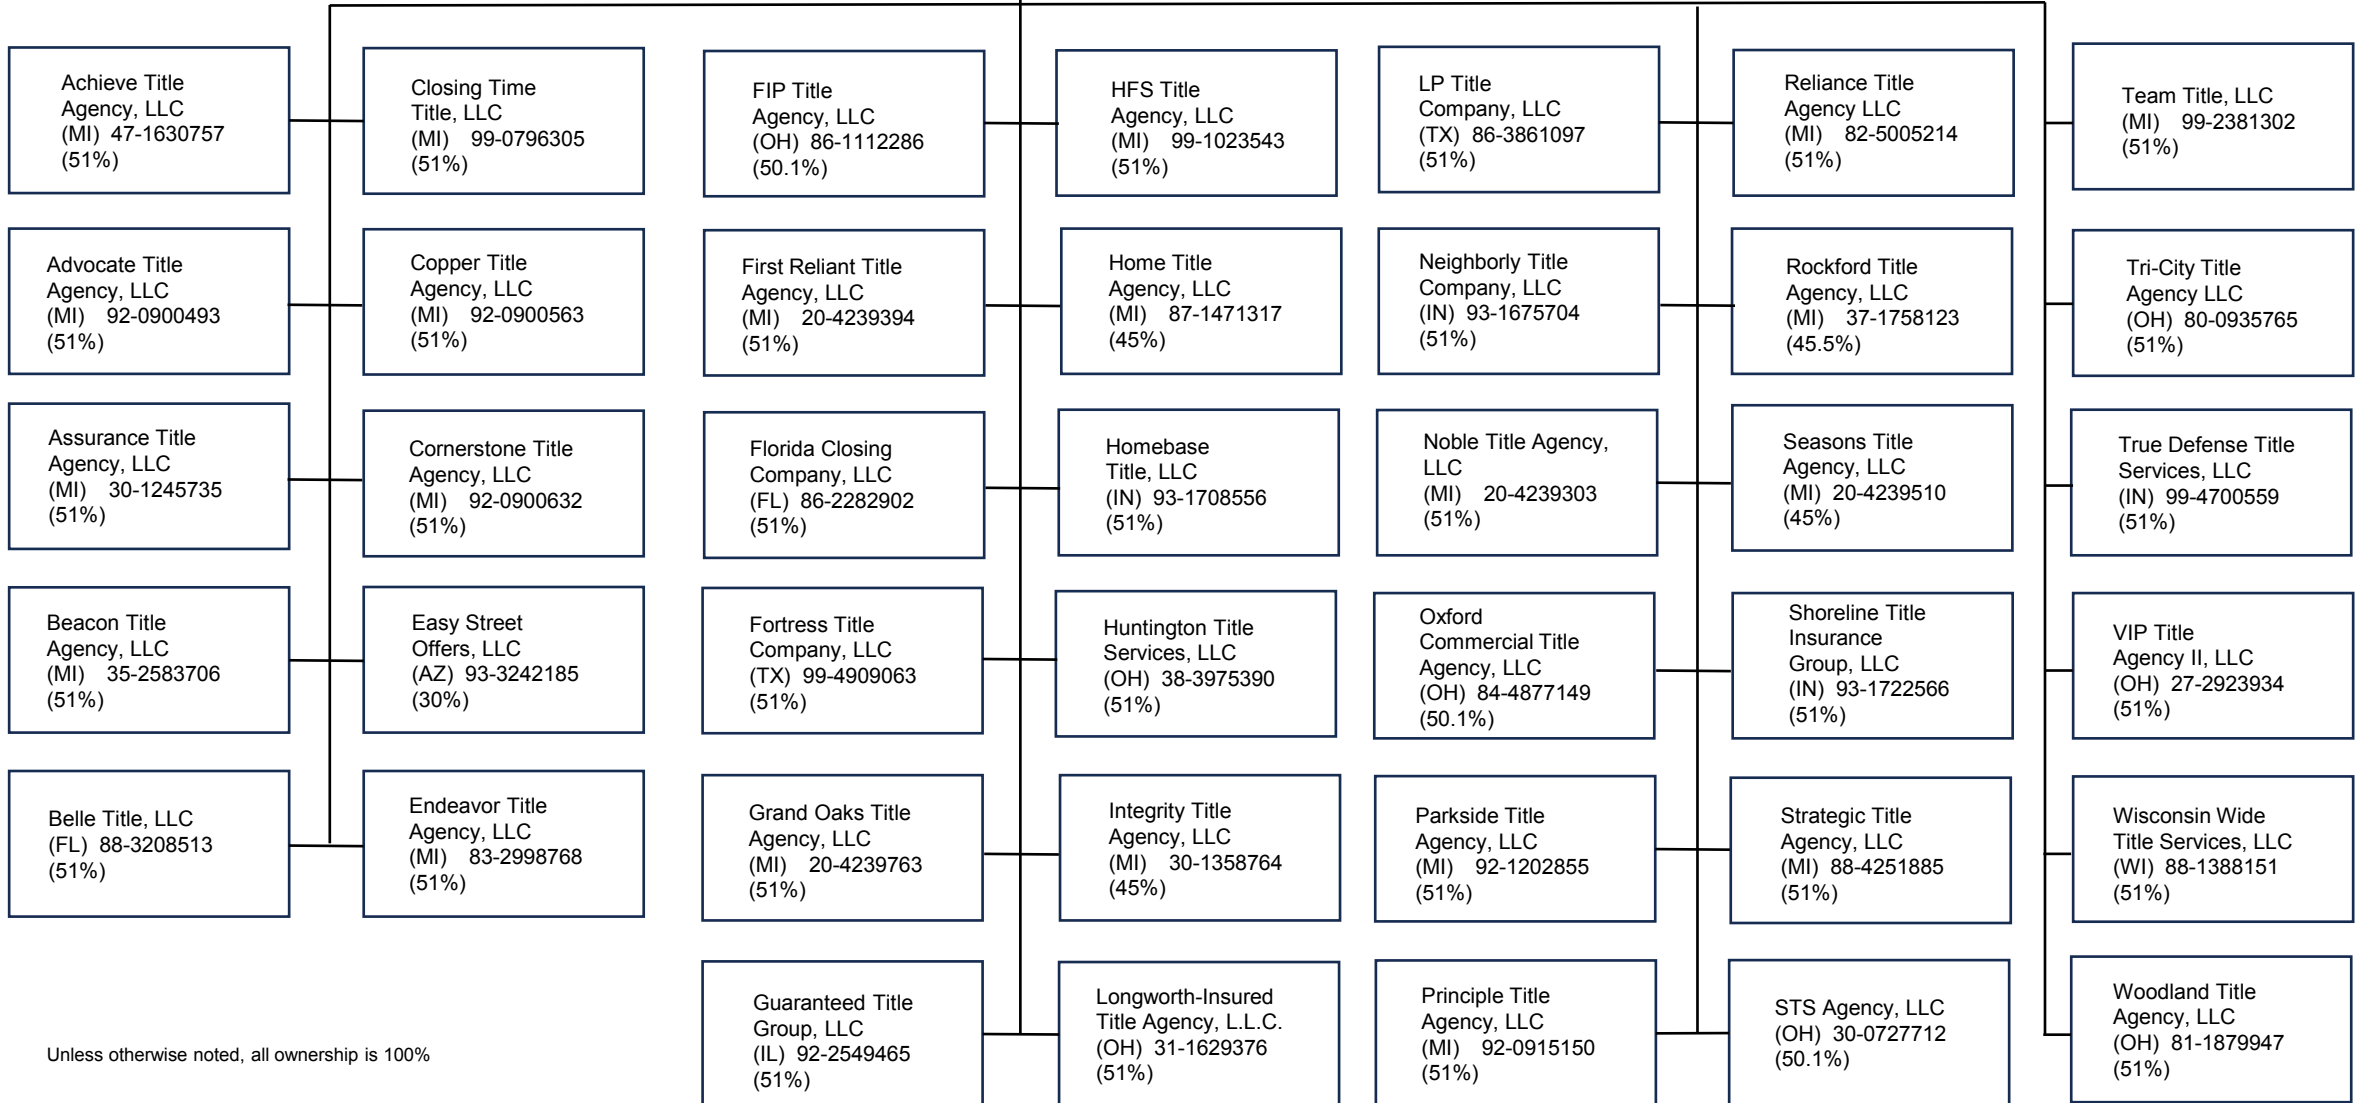 Achieve Title
Agency, LLC
(MI) 47-1630757
(51%)
Closing Time
Title, LLC
(MI) 99-0796305
(51%)
FIP Title
Agency, LLC
(OH) 86-1112286
(50.1%)
HFS Title
Agency, LLC
(MI) 99-1023543
(51%)
LP Title
Company, LLC
(TX) 86-3861097
(51%)
Reliance Title
Agency LLC
(MI) 82-5005214
(51%)
Team Title, LLC
(MI) 99-2381302
(51%)
Advocate Title
Agency, LLC
(MI) 92-0900493
(51%)
Copper Title
Agency, LLC
(MI) 92-0900563
(51%)
First Reliant Title
Agency, LLC
(MI) 20-4239394
(51%)
Home Title
Agency, LLC
(MI) 87-1471317
(45%)
Neighborly Title
Company, LLC
(IN) 93-1675704
(51%)
Rockford Title
Agency, LLC
(MI) 37-1758123
(45.5%)
Tri-City Title
Agency LLC
(OH) 80-0935765
(51%)
Assurance Title
Agency, LLC
(MI) 30-1245735
(51%)
Cornerstone Title
Agency, LLC
(MI) 92-0900632
(51%)
Florida Closing
Company, LLC
(FL) 86-2282902
(51%)
Homebase
Title, LLC
(IN) 93-1708556
(51%)
Noble Title Agency,
LLC
(MI) 20-4239303
(51%)
Seasons Title
Agency, LLC
(MI) 20-4239510
(45%)
True Defense Title
Services, LLC
(IN) 99-4700559
(51%)
Beacon Title
Agency, LLC
(MI) 35-2583706
(51%)
Easy Street
Offers, LLC
(AZ) 93-3242185
(30%)
Fortress Title
Company, LLC
(TX) 99-4909063
(51%)
Huntington Title
Services, LLC
(OH) 38-3975390
(51%)
Oxford
Commercial Title
Agency, LLC
(OH) 84-4877149
(50.1%)
Shoreline Title
Insurance
Group, LLC
(IN) 93-1722566
(51%)
VIP Title
Agency II, LLC
(OH) 27-2923934
(51%)
Belle Title, LLC
(FL) 88-3208513
(51%)
Endeavor Title
Agency, LLC
(MI) 83-2998768
(51%)
Grand Oaks Title
Agency, LLC
(MI) 20-4239763
(51%)
Integrity Title
Agency, LLC
(MI) 30-1358764
(45%)
Parkside Title
Agency, LLC
(MI) 92-1202855
(51%)
Strategic Title
Agency, LLC
(MI) 88-4251885
(51%)
Wisconsin Wide
Title Services, LLC
(WI) 88-1388151
(51%)
Guaranteed Title
Group, LLC
(IL) 92-2549465
(51%)
Longworth-Insured
Title Agency, L.L.C.
(OH) 31-1629376
(51%)
Principle Title
Agency, LLC
(MI) 92-0915150
(51%)
STS Agency, LLC
(OH) 30-0727712
(50.1%)
Woodland Title
Agency, LLC
(OH) 81-1879947
(51%)
Unless otherwise noted, all ownership is 100%